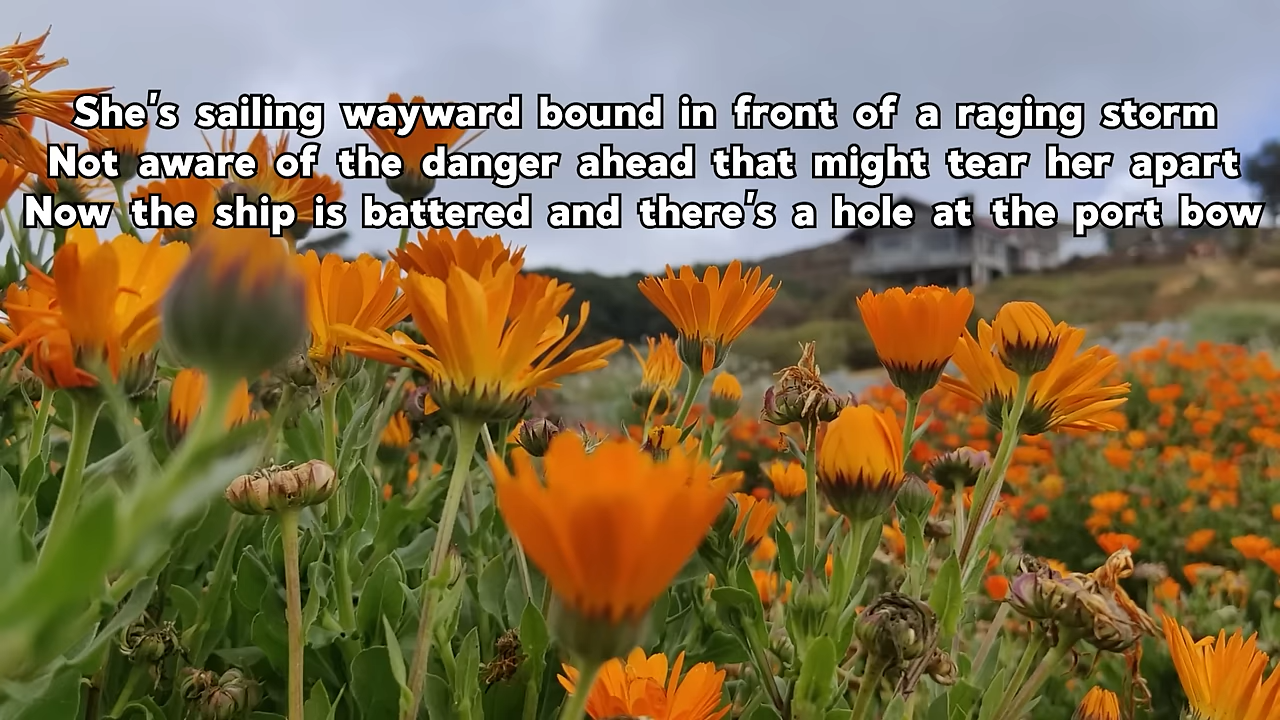 She's sailing wayward bound in front of a raging storm
Not aware of the danger ahead that might tear her apart
Now the ship is battered and there's a hole at the port bow